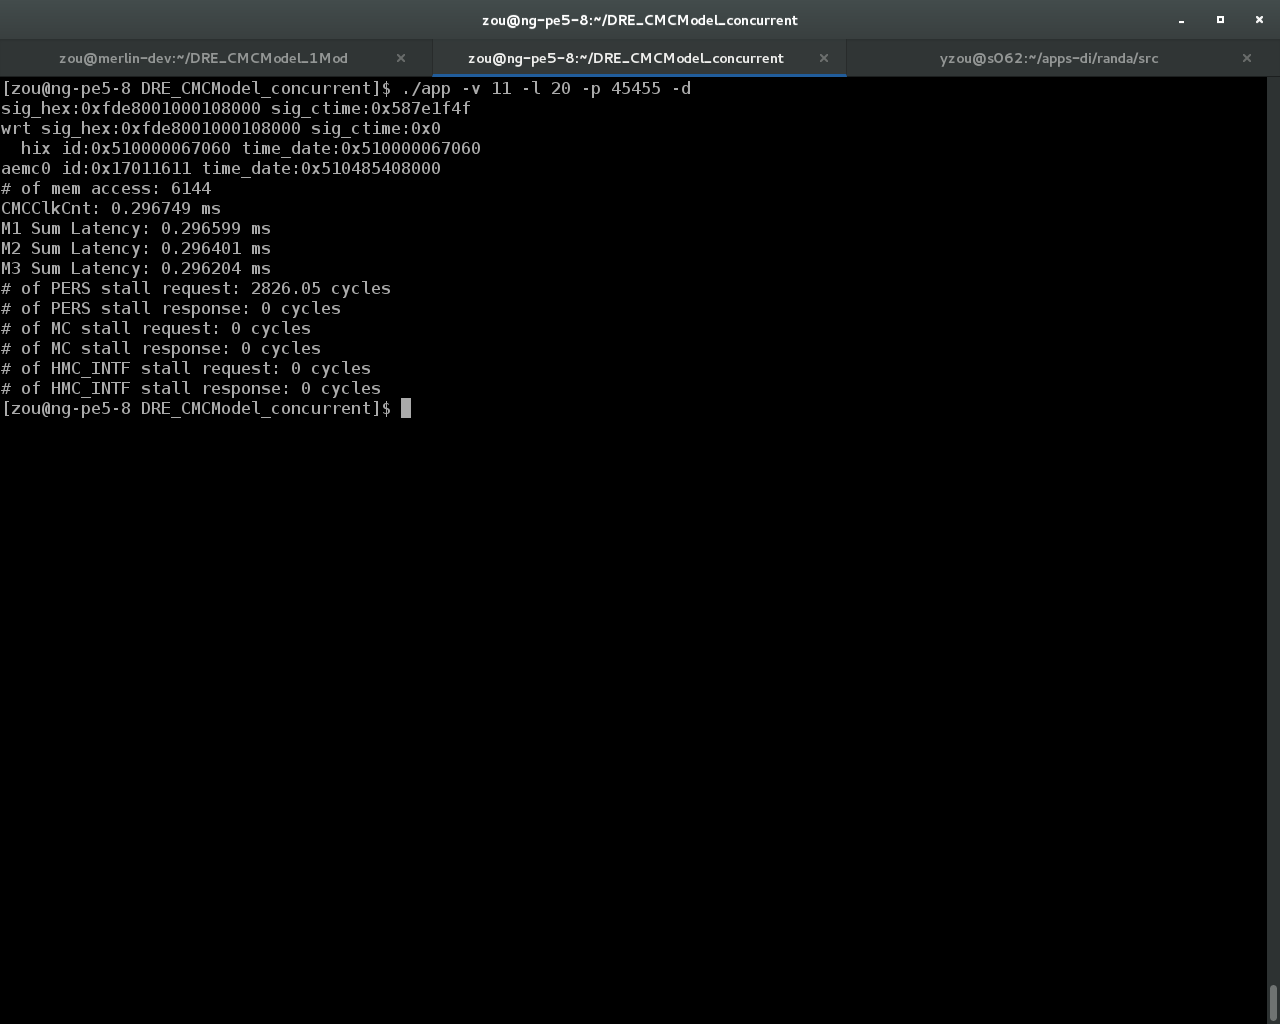 zou@ng-pe5-8:~/DRE_CMCModel_concurrent
zou@merlin-dev:~/DRE_CMCModel_1Mod
zou@ng-pe5-8:~/DRE_CMCModel_concurrent
yzou@s062:~/apps-di/randa/src
[zou@ng-pe5-8 DRE_CMCModel_concurrent]$ ./app -v 11 -l 20 -p 45455 -d
sig_hex:0xfde8001000108000 sig_ctime:0x587e1f4f
wrt sig_hex:0xfde8001000108000 sig_ctime:0x0
  hix id:0x510000067060 time_date:0x510000067060
aemc0 id:0x17011611 time_date:0x510485408000
# of mem access: 6144
CMCClkCnt: 0.296749 ms
M1 Sum Latency: 0.296599 ms
M2 Sum Latency: 0.296401 ms
M3 Sum Latency: 0.296204 ms
# of PERS stall request: 2826.05 cycles
# of PERS stall response: 0 cycles
# of MC stall request: 0 cycles
# of MC stall response: 0 cycles
# of HMC_INTF stall request: 0 cycles
# of HMC_INTF stall response: 0 cycles
[zou@ng-pe5-8 DRE_CMCModel_concurrent]$